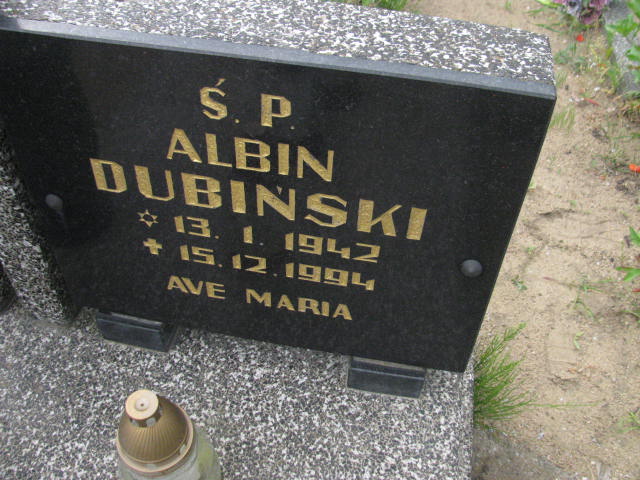 Ś. P.
ALBIN
DUBIŃSKI
✡ 13. 1. 1942
✝ 15. 12. 1994
AVE MARIA